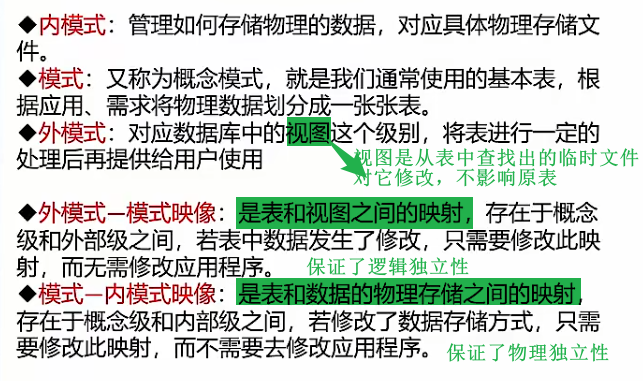 ◆内模式：管理如何存储物理的数据，对应具体物理存储文
件。
◆模式：又称为概念模式，就是我们通常使用的基本表，根
据应用、需求将物理数据划分成一张张表。
◆外模式：对应数据库中的视图这个级别，将表进行一定的
处理后再提供给用户使用
视图是从表中查找出的临时文件
对它修改，不影响原表
◆外模式—模式映像：是表和视图之间的映射，存在于概念
级和外部级之间，若表中数据发生了修改，只需要修改此映
射，而无需修改应用程序。
保证了逻辑独立性
◆模式—内模式映像：是表和数据的物理存储之间的映射，
存在于概念级和内部级之间，若修改了数据存储方式，只需
要修改此映射，而不需要去修改应用程序。
保证了物理独立性